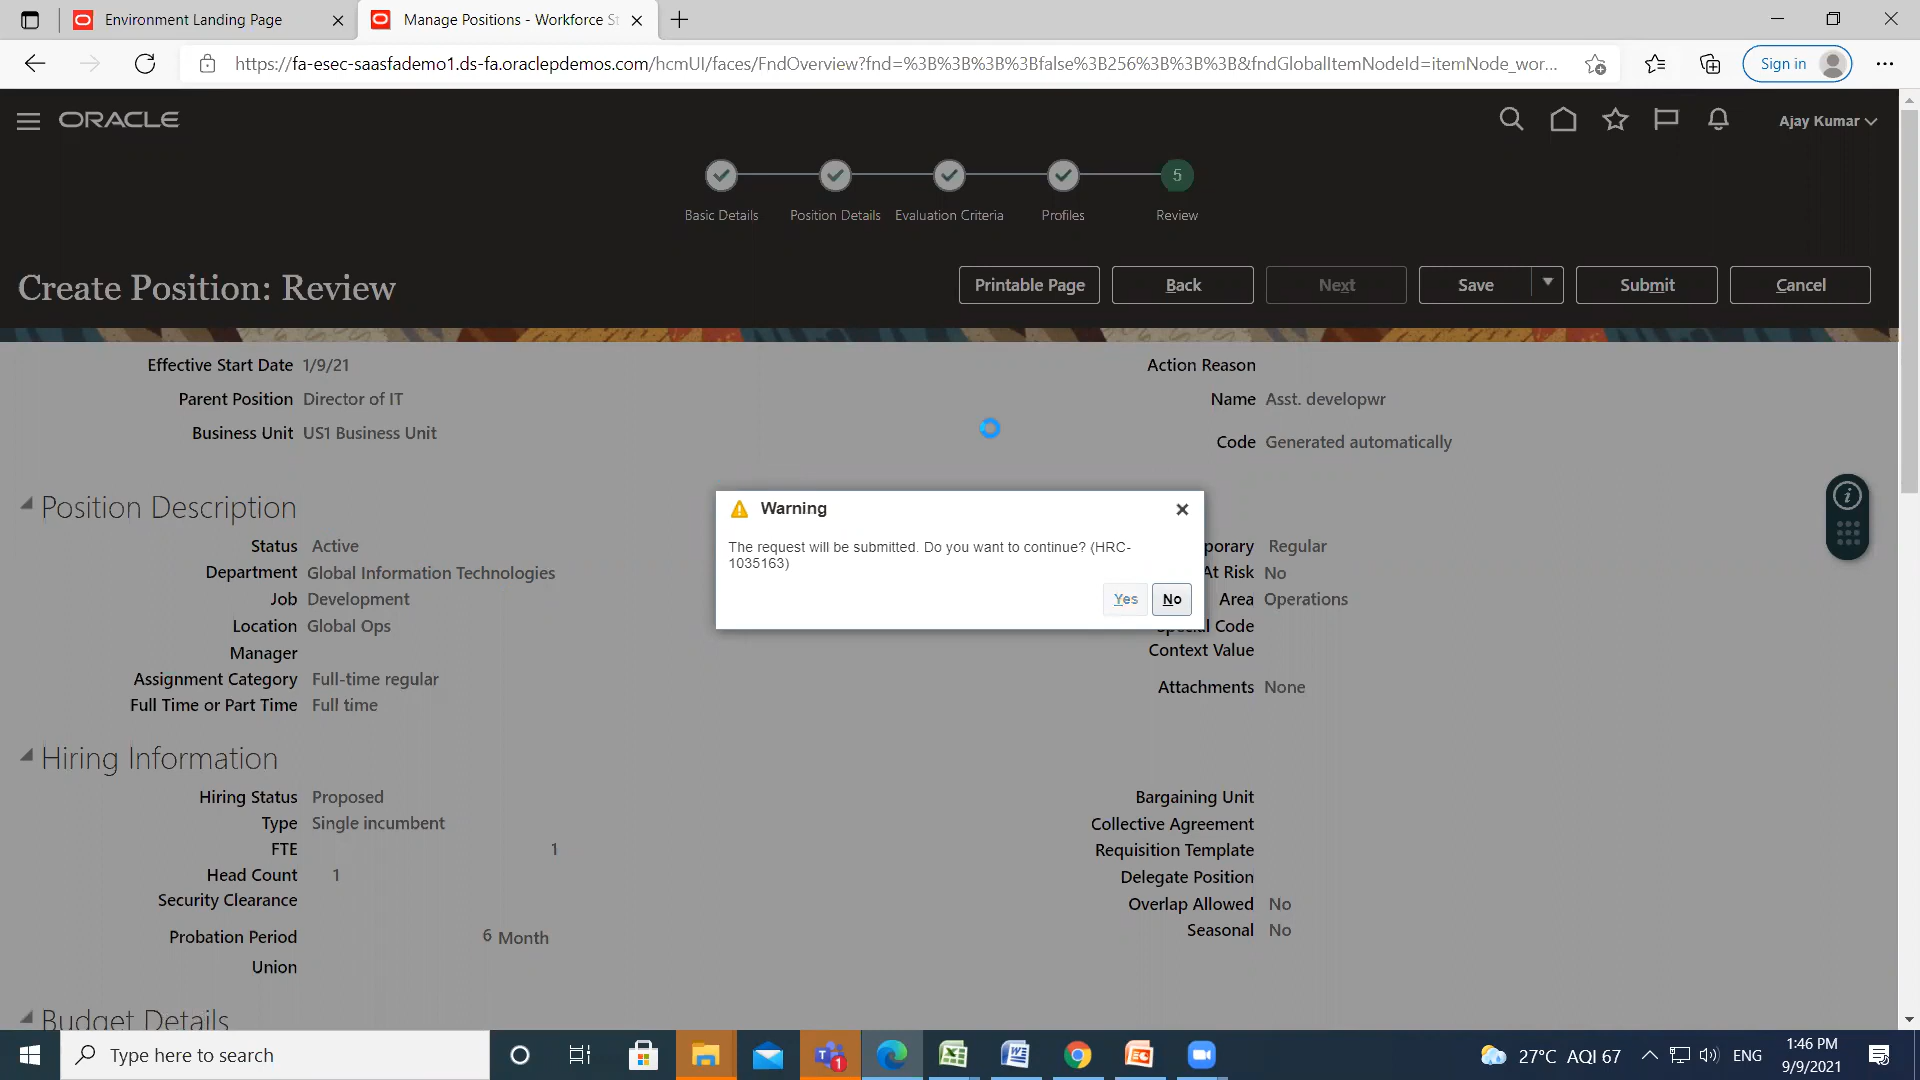 Environment Landing Page
Manage Positions - Workforce St
https://fa-esec-saasfademo1.ds-fa.oraclepdemos.com/hcmUI/faces/FndOverview?fnd=%3B%3B%3B%3Bfalse%3B256%3B%3B%3B&fndGlobalItemNodeId=itemNode_wor...
Sign in
ORACLE
Ajay Kumar
5
Basic Details
Position Details
Evaluation Criteria
Profiles
Review
Create Position: Review
Printable Page
Back
Next
Save
Submit
Cancel
Effective Start Date 1/9/21
Action Reason
Parent Position Director of IT
Name Asst. developwr
Business Unit US1 Business Unit
Code Generated automatically
Warning
The request will be submitted. Do you want to continue? (HRC-
1035163)
Yes
No
Position Description
Status Active
porary Regular
Department Global Information Technologies
At Risk No
Job Development
Area Operations
Location Global Ops
Special Code
Manager
Context Value
Assignment Category Full-time regular
Attachments None
Full Time or Part Time Full time
Hiring Information
Hiring Status Proposed
Bargaining Unit
Type Single incumbent
Collective Agreement
FTE 1
Requisition Template
Head Count 1
Delegate Position
Security Clearance
Overlap Allowed No
Probation Period 6 Month
Seasonal No
Union
Budget Details
Type here to search
1
27°C AQI 67
ENG
1:46 PM
9/9/2021